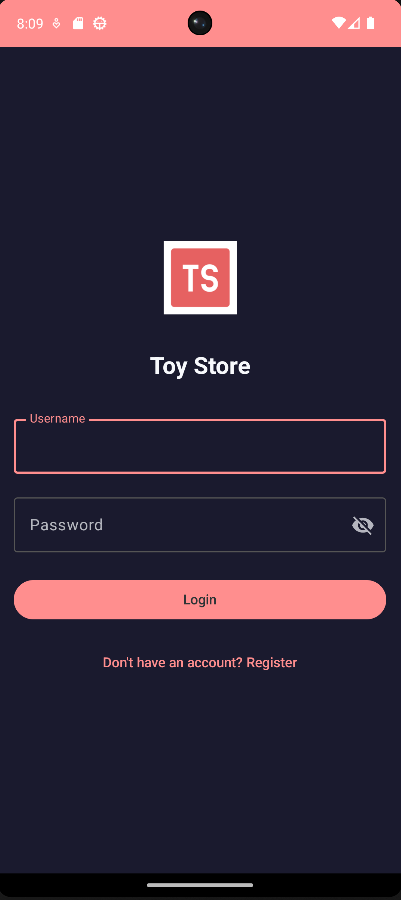 8:09
TS
Toy Store
Username
Password
Login
Don't have an account? Register